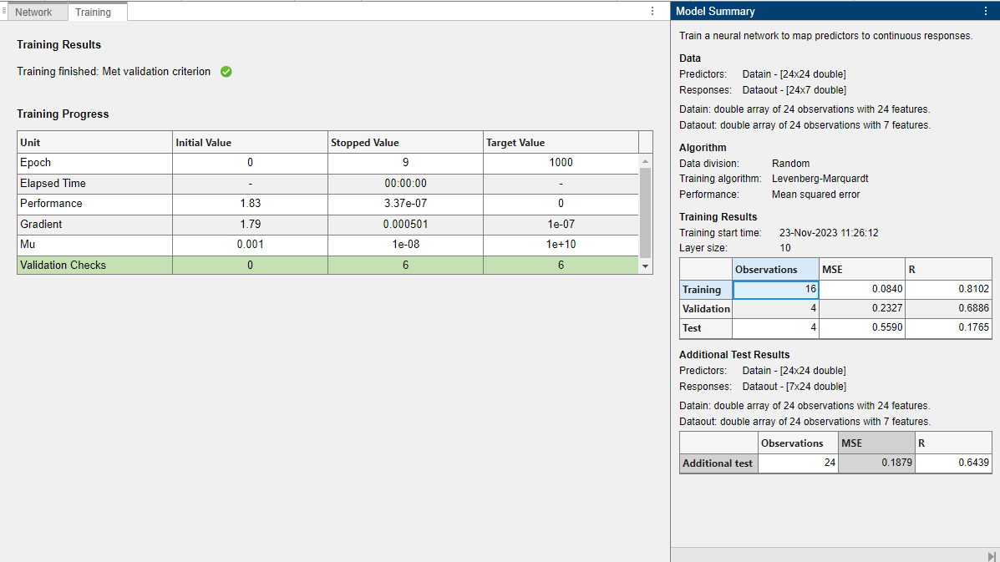 Network Training
Training Results
Training finished: Met validation criterion
Training Progress
Unit Initial Value Stopped Value Target Value
Epoch 0 9 1000
Elapsed Time - 00:00:00 -
Performance 1.83 3.37e-07 0
Gradient 1.79 0.000501 1e-07
Mu 0.001 1e-08 1e+10
Validation Checks 0 6 6
Model Summary
Train a neural network to map predictors to continuous responses.
Data
Predictors: Datain - [24x24 double]
Responses: Dataout - [24x7 double]
Datain: double array of 24 observations with 24 features.
Dataout: double array of 24 observations with 7 features.
Algorithm
Data division: Random
Training algorithm: Levenberg-Marquardt
Performance: Mean squared error
Training Results
Training start time: 23-Nov-2023 11:26:12
Layer size: 10
Observations MSE R
Training 16 0.0840 0.8102
Validation 4 0.2327 0.6886
Test 4 0.5590 0.1765
Additional Test Results
Predictors: Datain - [24x24 double]
Responses: Dataout - [7x24 double]
Datain: double array of 24 observations with 24 features.
Dataout: double array of 24 observations with 7 features.
Observations MSE R
Additional test 24 0.1879 0.6439